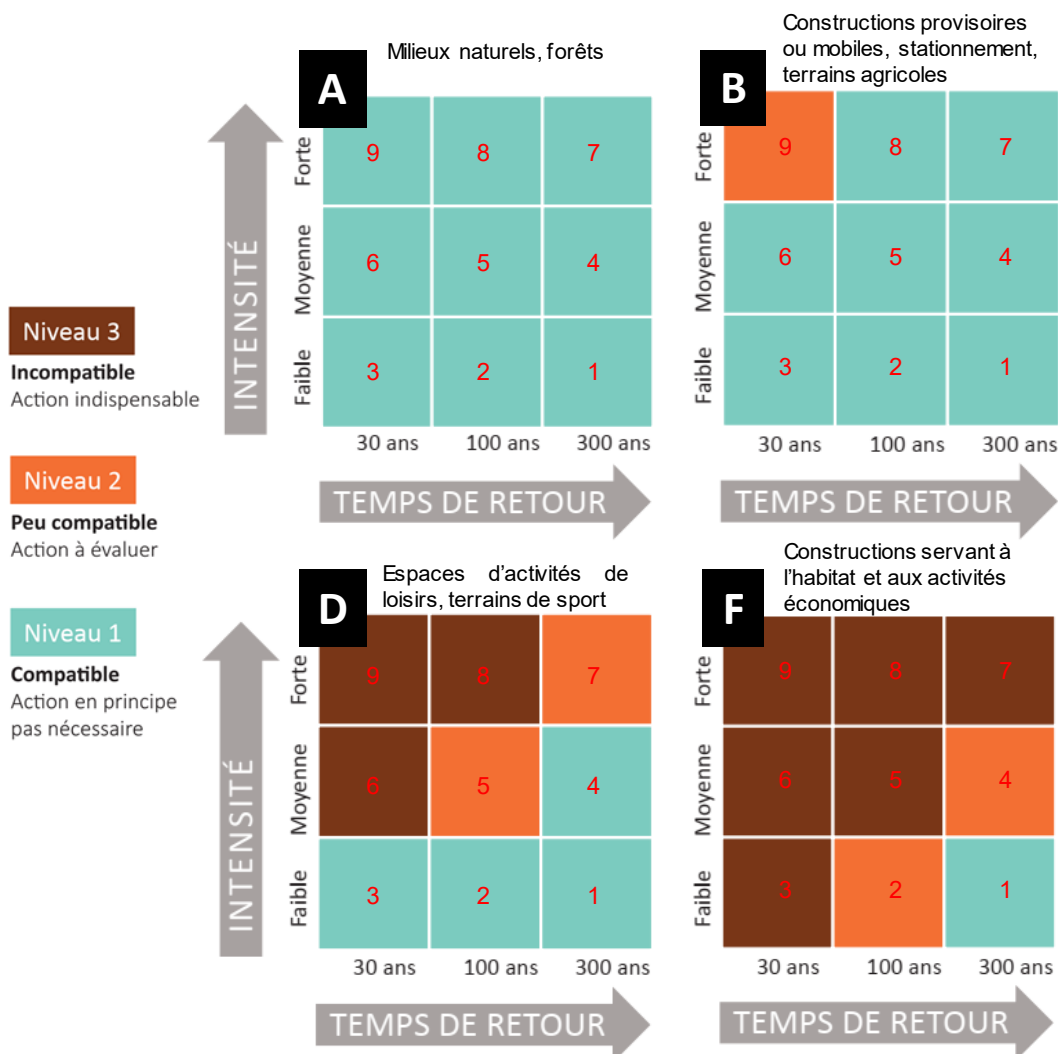 Niveau 3
Incompatible
Action indispensable
Niveau 2
Peu compatible
Action à évaluer
Niveau 1
Compatible
Action en principe
pas nécessaire
A
Milieux naturels, forêts
INTENSITÉ
Forte
9 8 7
Moyenne
6 5 4
Faible
3 2 1
30 ans 100 ans 300 ans
TEMPS DE RETOUR
B
Constructions provisoires
ou mobiles, stationnement,
terrains agricoles
Forte
9 8 7
Moyenne
6 5 4
Faible
3 2 1
30 ans 100 ans 300 ans
TEMPS DE RETOUR
D
Espaces d'activités de
loisirs, terrains de sport
INTENSITÉ
Forte
9 8 7
Moyenne
6 5 4
Faible
3 2 1
30 ans 100 ans 300 ans
TEMPS DE RETOUR
F
Constructions servant à
l'habitat et aux activités
économiques
Forte
9 8 7
Moyenne
6 5 4
Faible
3 2 1
30 ans 100 ans 300 ans
TEMPS DE RETOUR